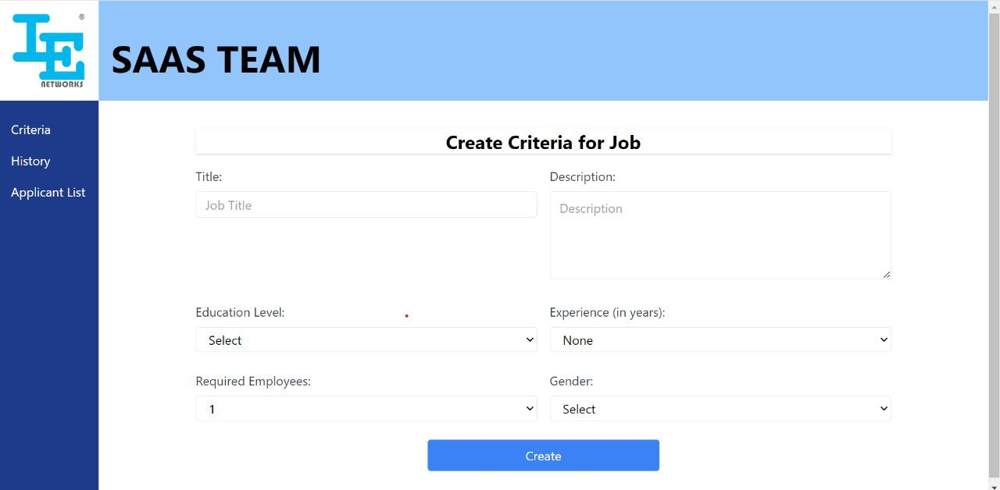 IE ®
NETWORKS
SAAS TEAM
Criteria
History
Applicant List
Create Criteria for Job
Title:
Job Title
Description:
Description
Education Level:
Select
Experience (in years):
None
Required Employees:
1
Gender:
Select
Create